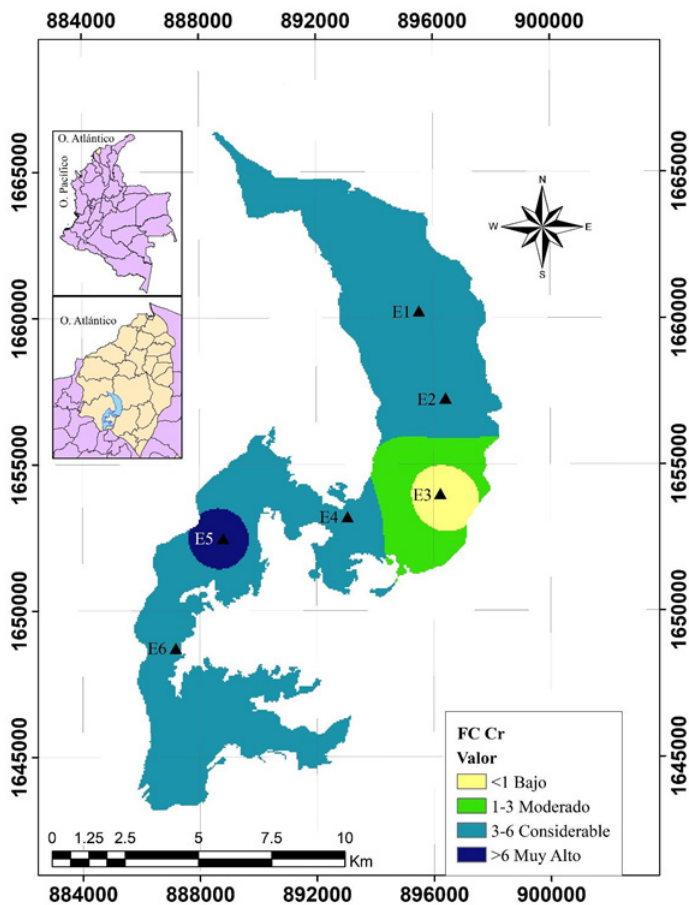 884000 888000 892000 896000 900000
O. Atlántico
O. Pacífico
O. Atlántico
N
W E
S
1665000
1660000
1655000
1650000
1645000
1665000
1660000
1655000
1650000
1645000
E1
E2
E3
E4
E5
E6
FC Cr
Valor
<1 Bajo
1-3 Moderado
3-6 Considerable
>6 Muy Alto
0 1.25 2.5 5 7.5 10
Km
884000 888000 892000 896000 900000